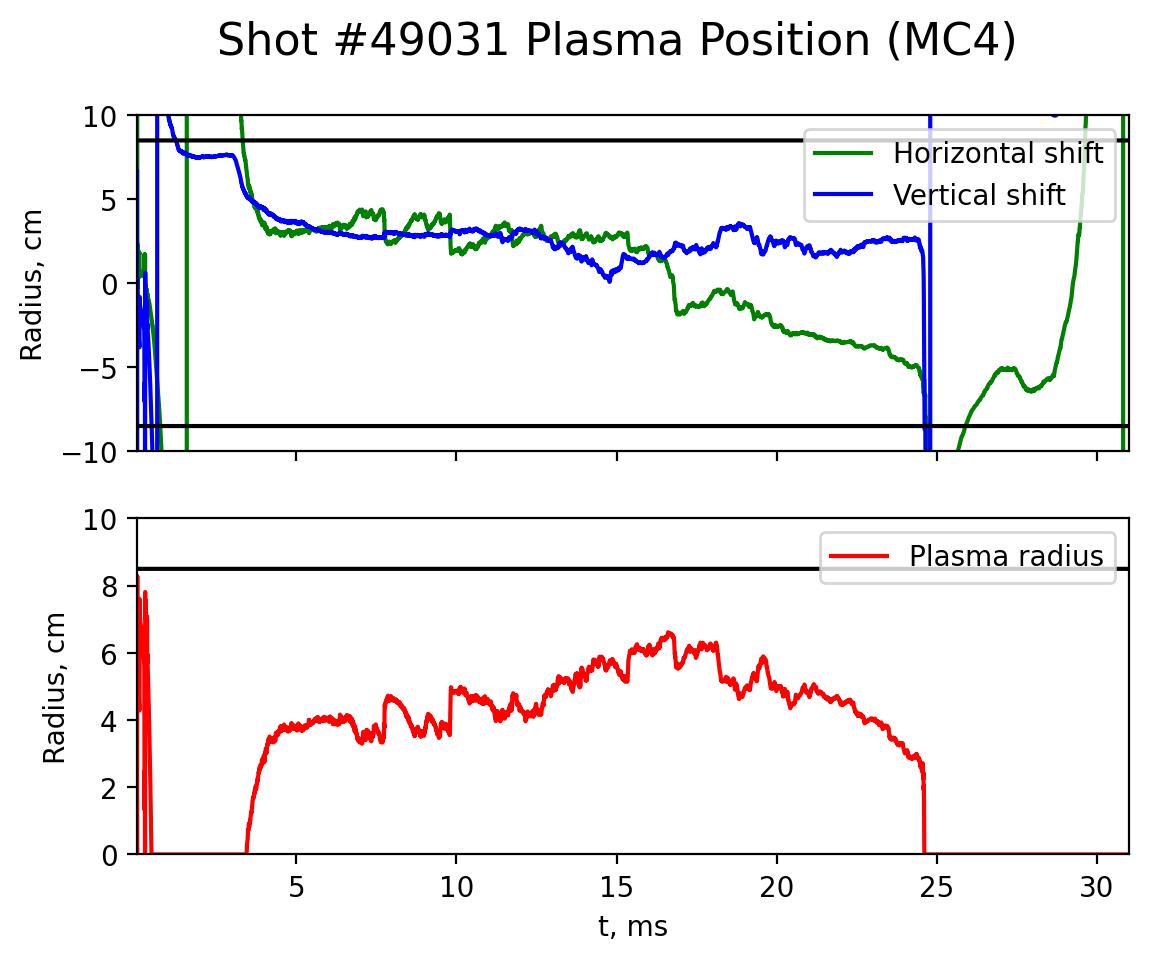 Shot #49031 Plasma Position (MC4)
10
5
0
−5
−10
Radius, cm
Horizontal shift
Vertical shift
10
8
6
4
2
0
Radius, cm
Plasma radius
5 10 15 20 25 30
t, ms